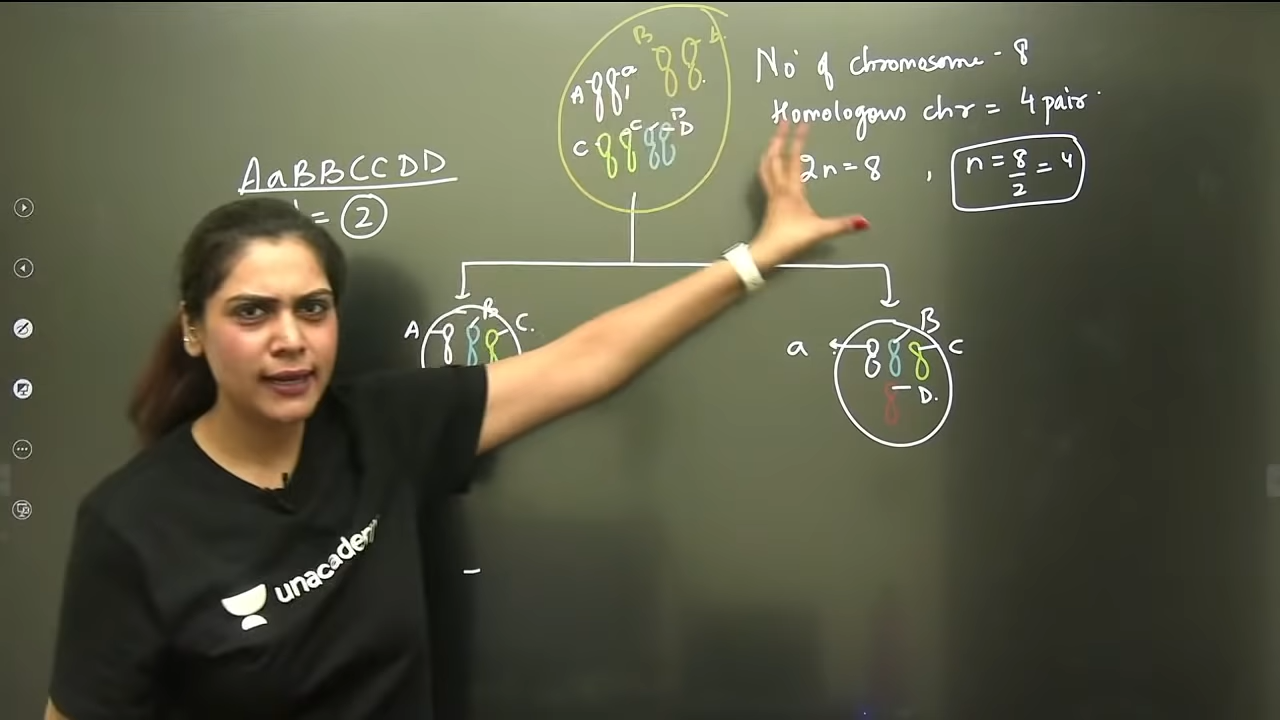 B
A a
C C B D
No of chromosome - 8
Homologous chr = 4 pair
2n = 8 , n = 8/2 = 4
AaBBCCDD
= 2
A B C.
a B C
D.
unacademy